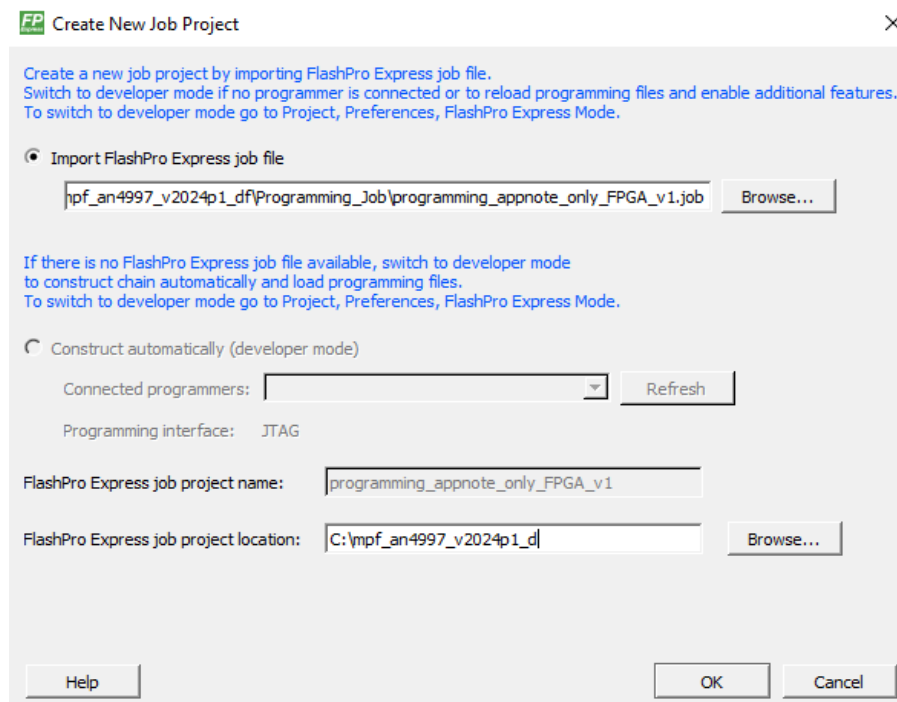 FP
Express
Create New Job Project
Create a new job project by importing FlashPro Express job file.
Switch to developer mode if no programmer is connected or to reload programming files and enable additional features.
To switch to developer mode go to Project, Preferences, FlashPro Express Mode.
Import FlashPro Express job file
mpf_an4997_v2024p1_df\Programming_Job\programming_appnote_only_FPGA_v1.job
Browse...
If there is no FlashPro Express job file available, switch to developer mode
to construct chain automatically and load programming files.
To switch to developer mode go to Project, Preferences, FlashPro Express Mode.
Construct automatically (developer mode)
Connected programmers:
Refresh
Programming interface: JTAG
FlashPro Express job project name: programming_appnote_only_FPGA_v1
FlashPro Express job project location: C:\mpf_an4997_v2024p1_d
Browse...
Help
OK
Cancel